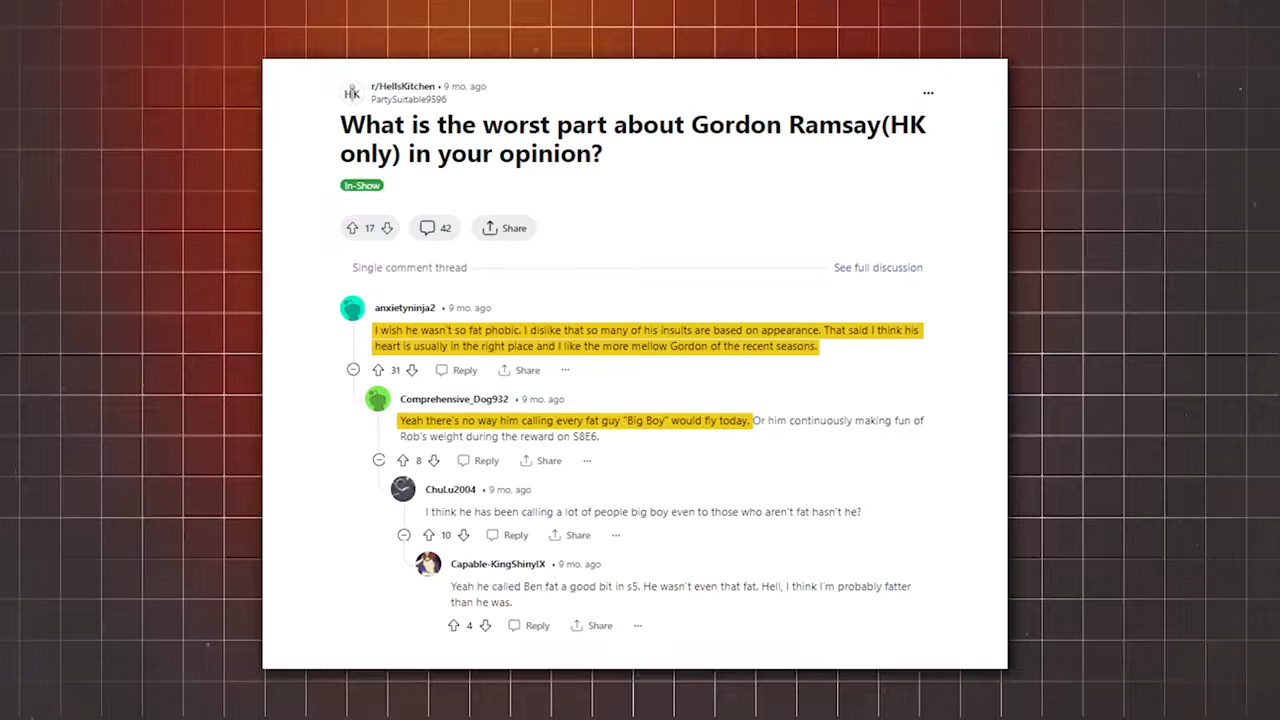 HK
r/HellsKitchen • 9 mo. ago
PartySuitable9596
What is the worst part about Gordon Ramsay(HK
only) in your opinion?
In-Show
17
42
Share
Single comment thread
See full discussion
anxietyninja2 • 9 mo. ago
I wish he wasn't so fat phobic. I dislike that so many of his insults are based on appearance. That said I think his
heart is usually in the right place and I like the more mellow Gordon of the recent seasons.
31 Reply Share ...
Comprehensive_Dog932 • 9 mo. ago
Yeah there's no way him calling every fat guy "Big Boy" would fly today. Or him continuously making fun of
Rob's weight during the reward on S8E6.
8 Reply Share ...
ChuLu2004 • 9 mo. ago
I think he has been calling a lot of people big boy even to those who aren't fat hasn't he?
10 Reply Share ...
Capable-KingShinyIX • 9 mo. ago
Yeah he called Ben fat a good bit in s5. He wasn't even that fat. Hell, I think I'm probably fatter
than he was.
4 Reply Share ...